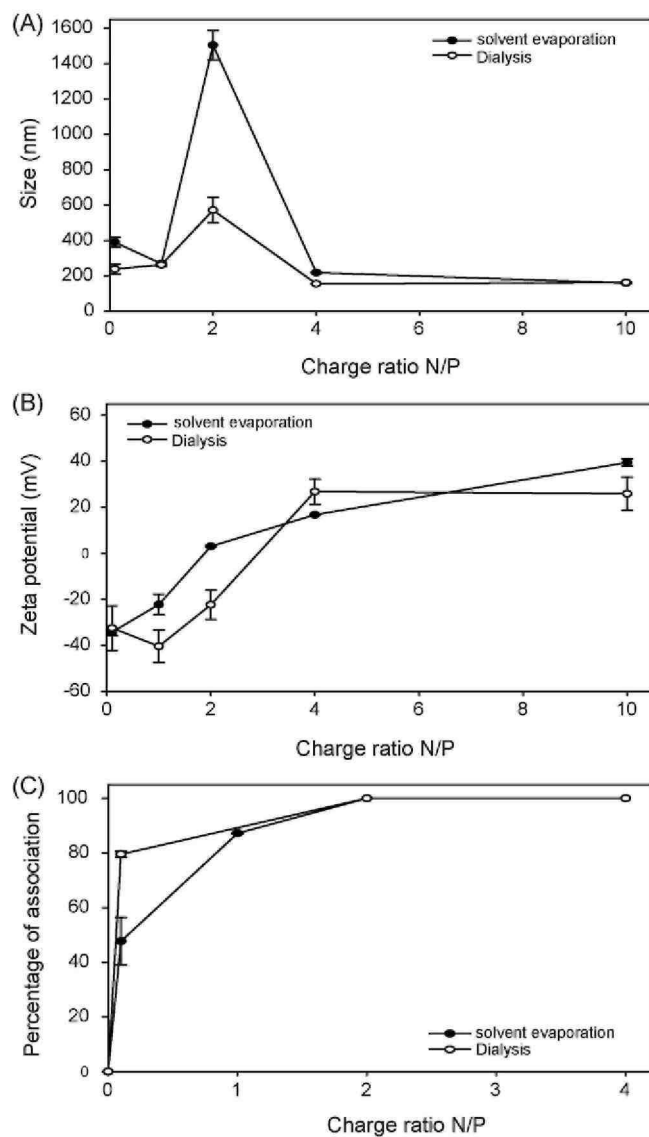 (A)
1600
1400
1200
1000
800
600
400
200
0
Size (nm)
solvent evaporation
Dialysis
0 2 4 6 8 10
Charge ratio N/P
(B)
60
40
20
0
-20
-40
-60
Zeta potential (mV)
solvent evaporation
Dialysis
0 2 4 6 8 10
Charge ratio N/P
(C)
100
80
60
40
20
0
Percentage of association
solvent evaporation
Dialysis
0 1 2 3 4
Charge ratio N/P